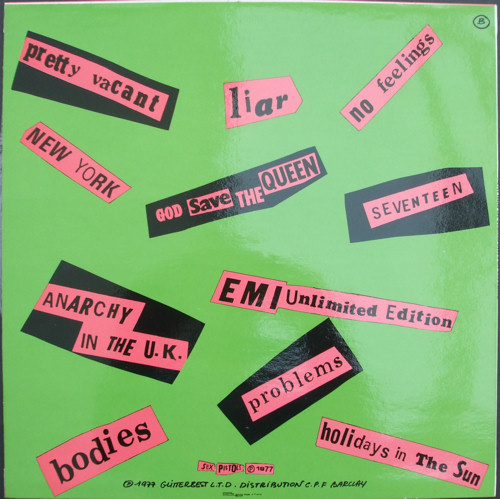 B
pretty vacant
liar
no feelings
NEW YORK
GOD Save THE QUEEN
SEVENTEEN
ANARCHY
IN THE U.K.
EMI Unlimited Edition
problems
bodies
holidays in The Sun
SEX PISTOLS ℗ 1977
℗ 1977 GLITTERBEST L.T.D. DISTRIBUTION C.P.F BARCLAY